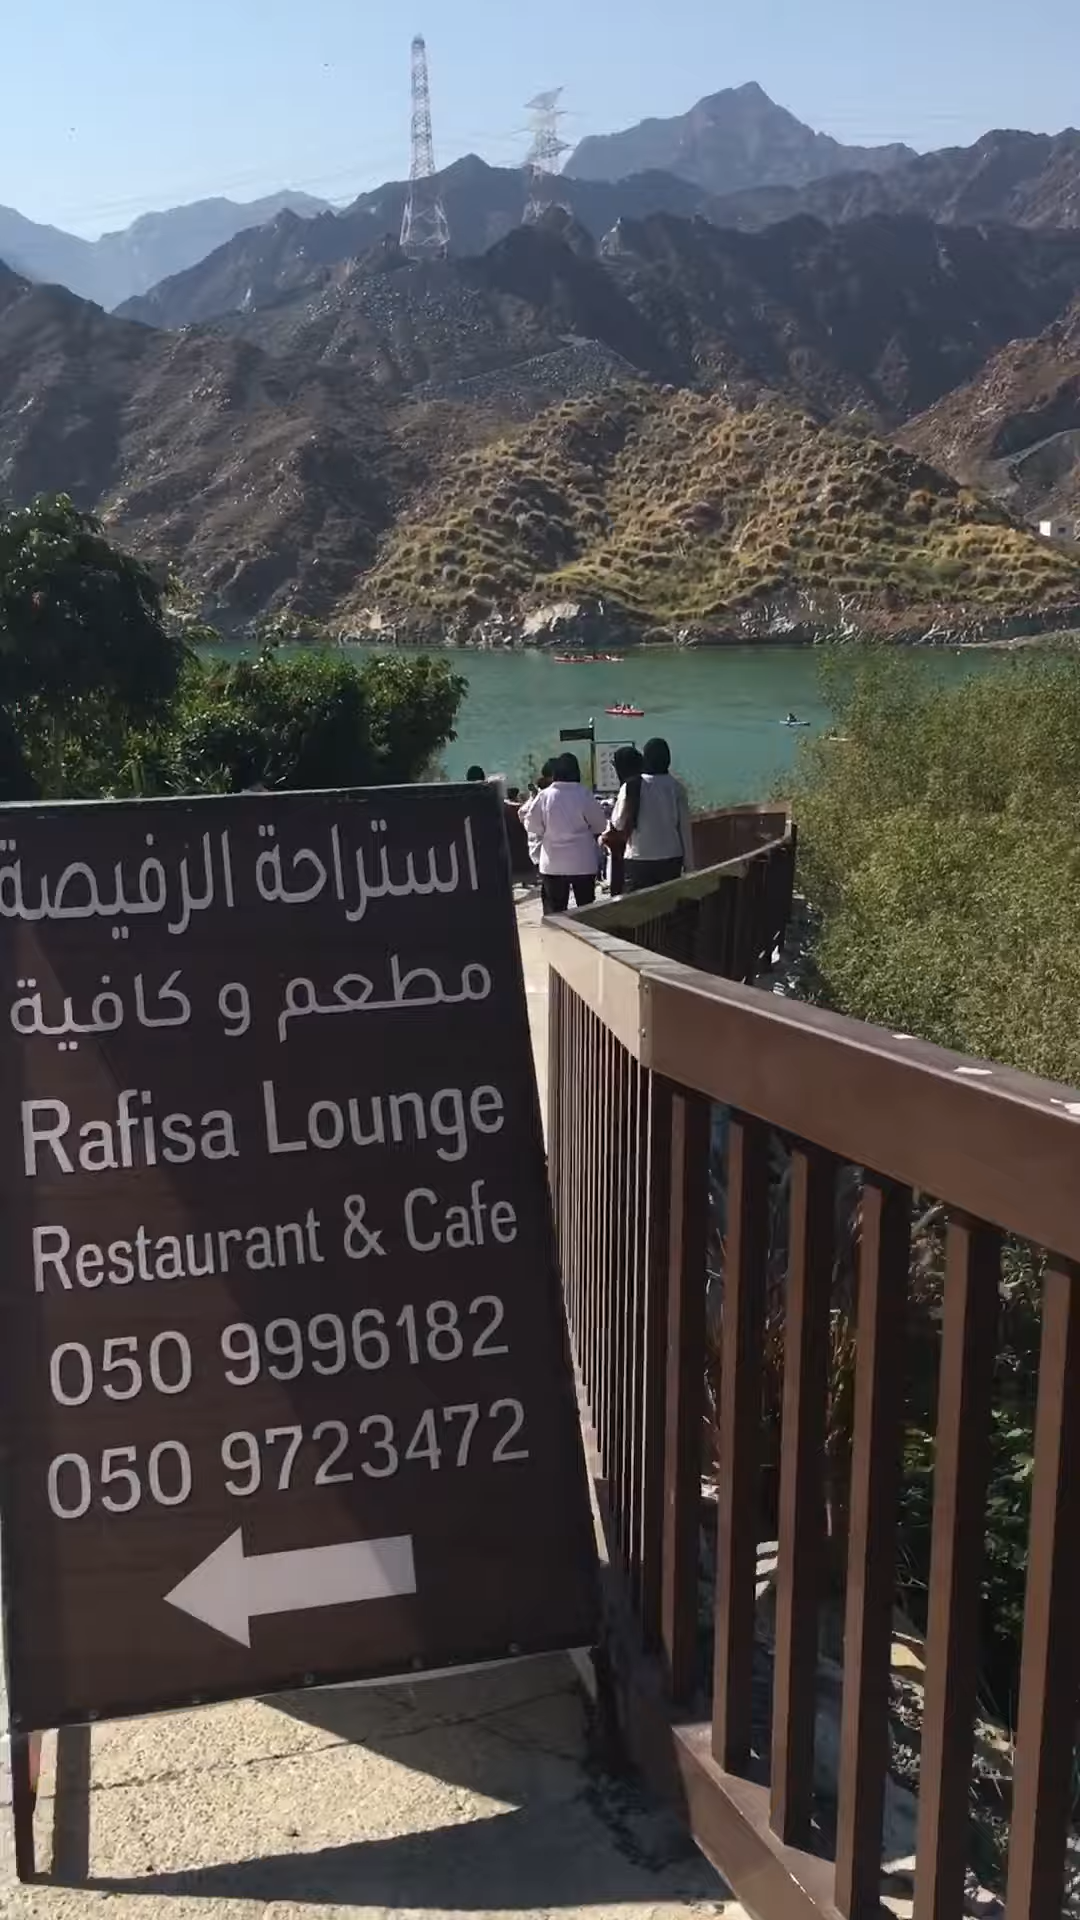 استراحة الرفيصة
مطعم و كافية
Rafisa Lounge
Restaurant & Cafe
050 9996182
050 9723472